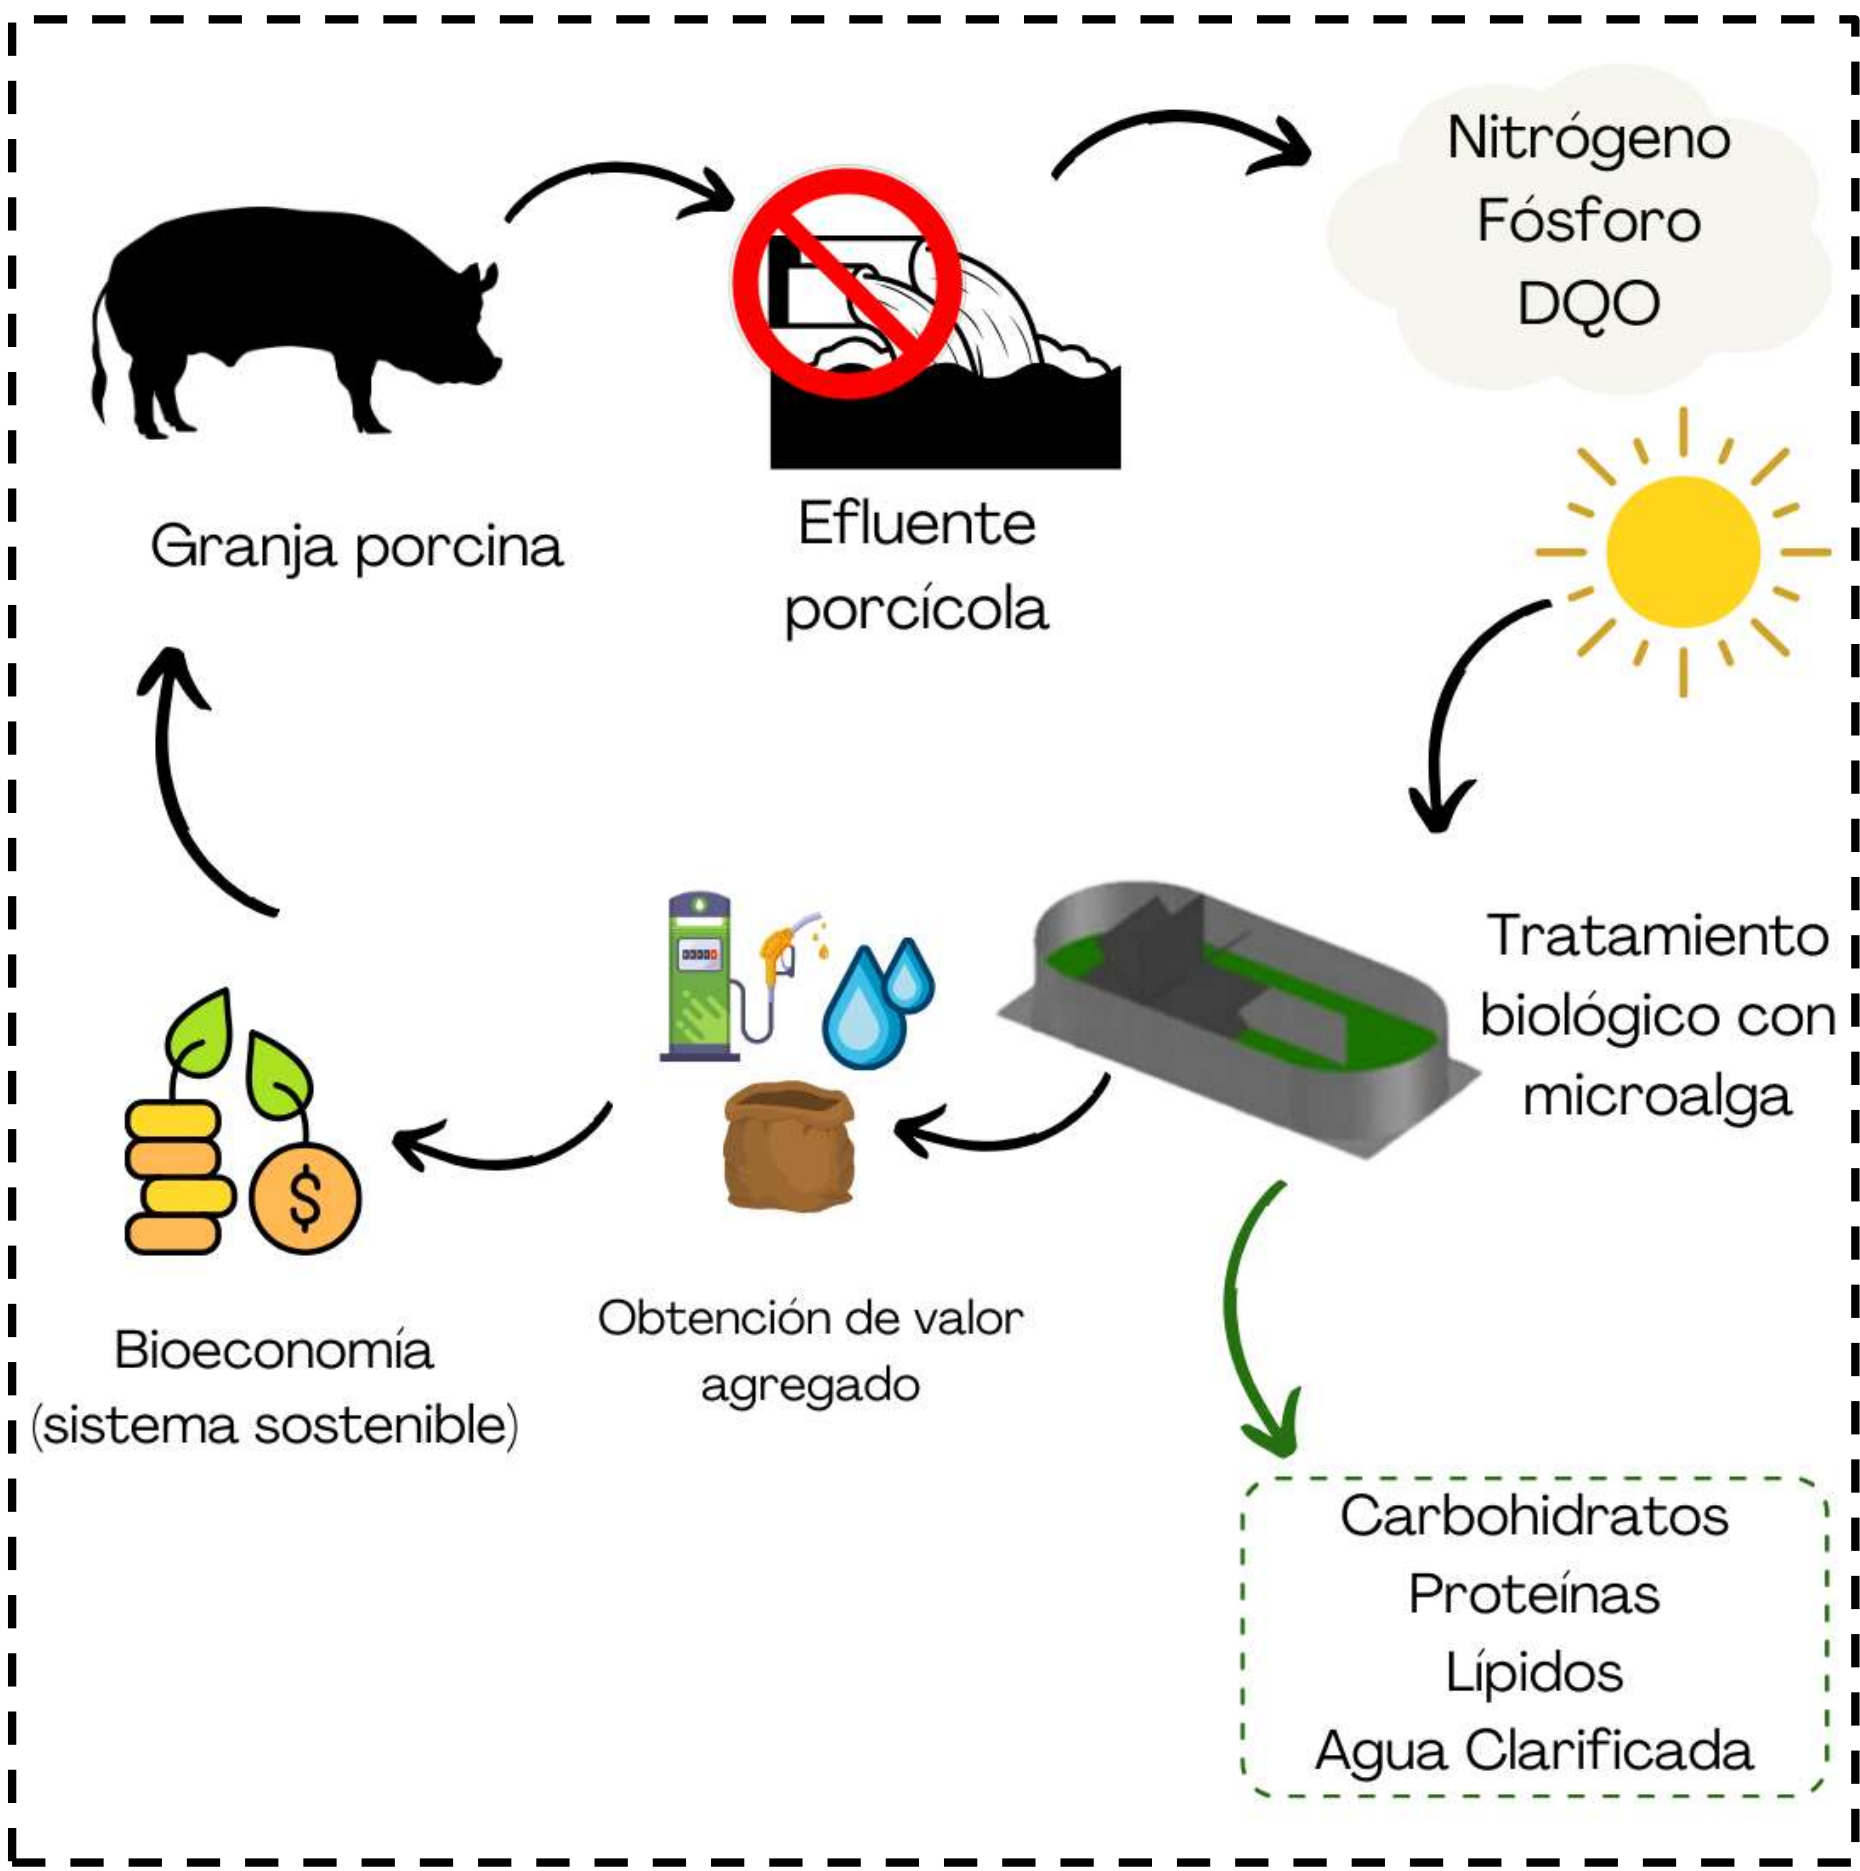 Nitrógeno
Fósforo
DQO
Granja porcina
Efluente
porcícola
Tratamiento
biológico con
microalga
$
Obtención de valor
agregado
Bioeconomía
(sistema sostenible)
Carbohidratos
Proteínas
Lípidos
Agua Clarificada